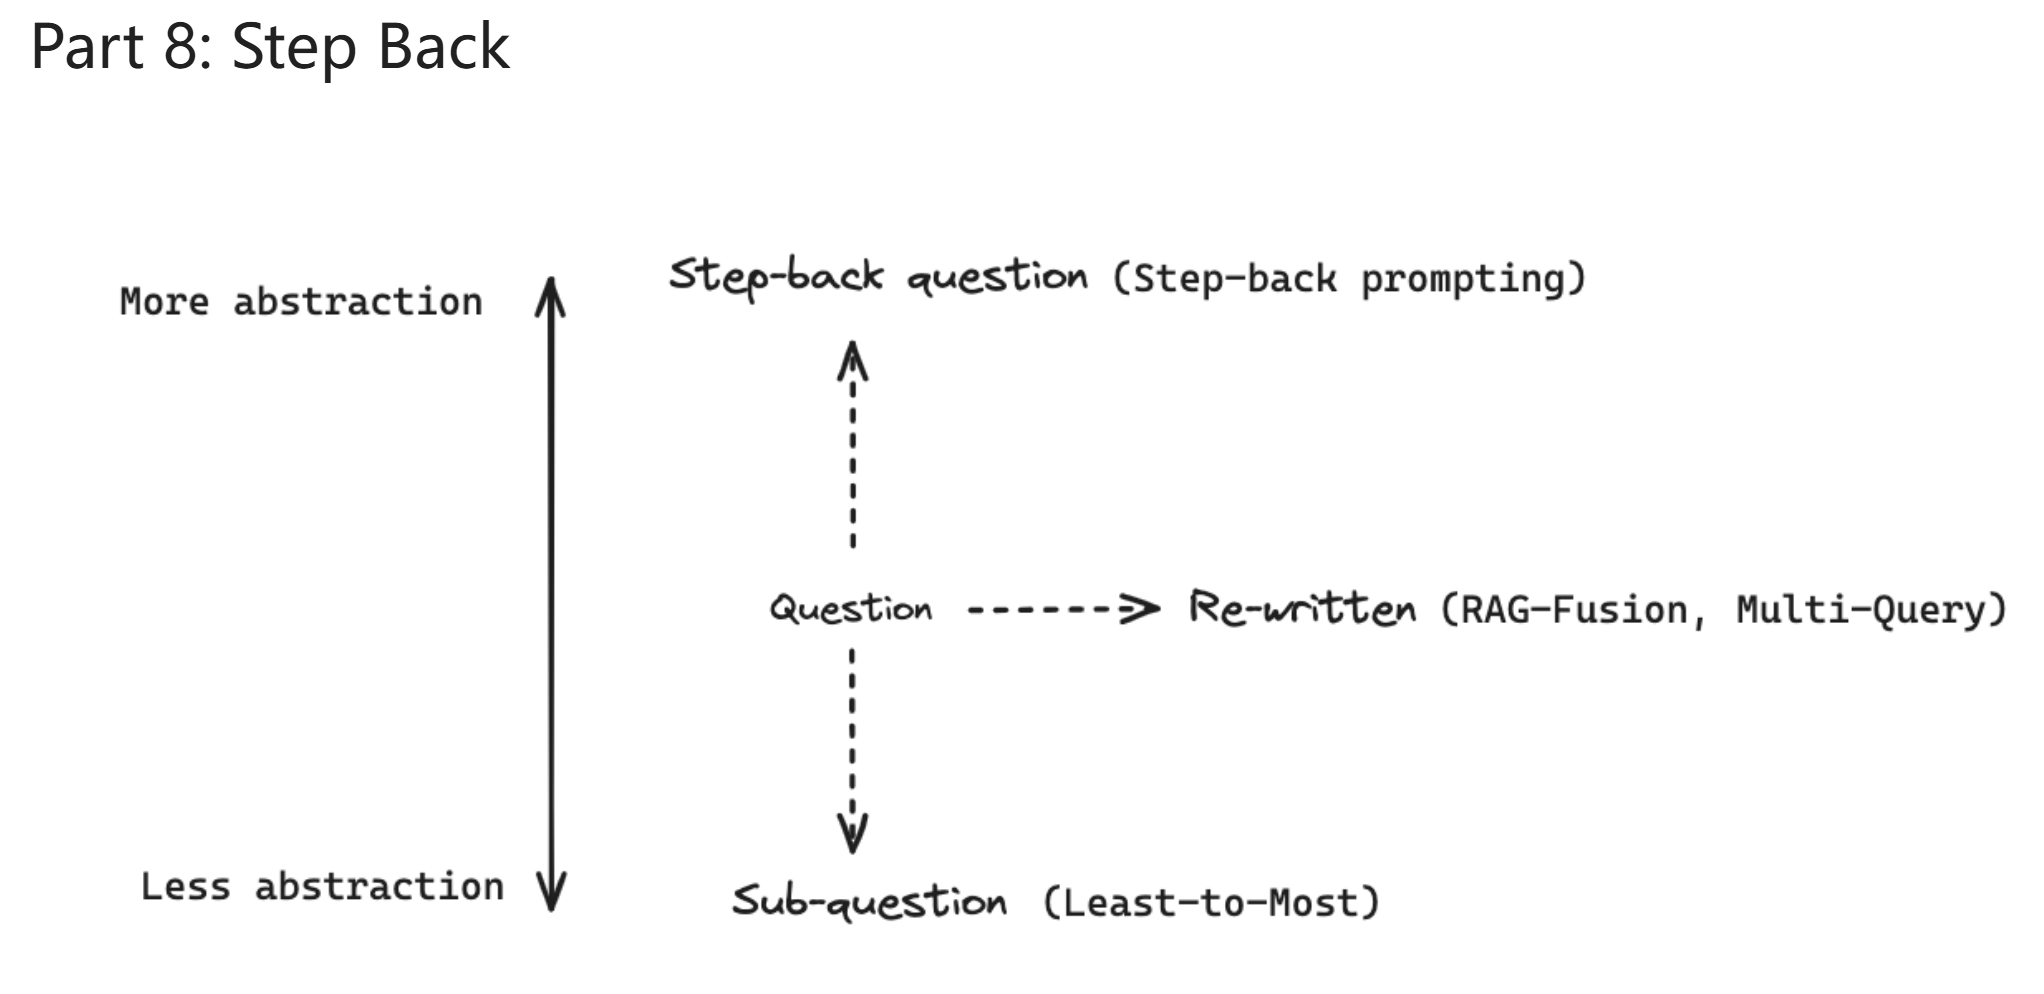 Part 8: Step Back
Step-back question (Step-back prompting)
More abstraction
Question
Re-written (RAG-Fusion, Multi-Query)
Less abstraction
Sub-question (Least-to-Most)